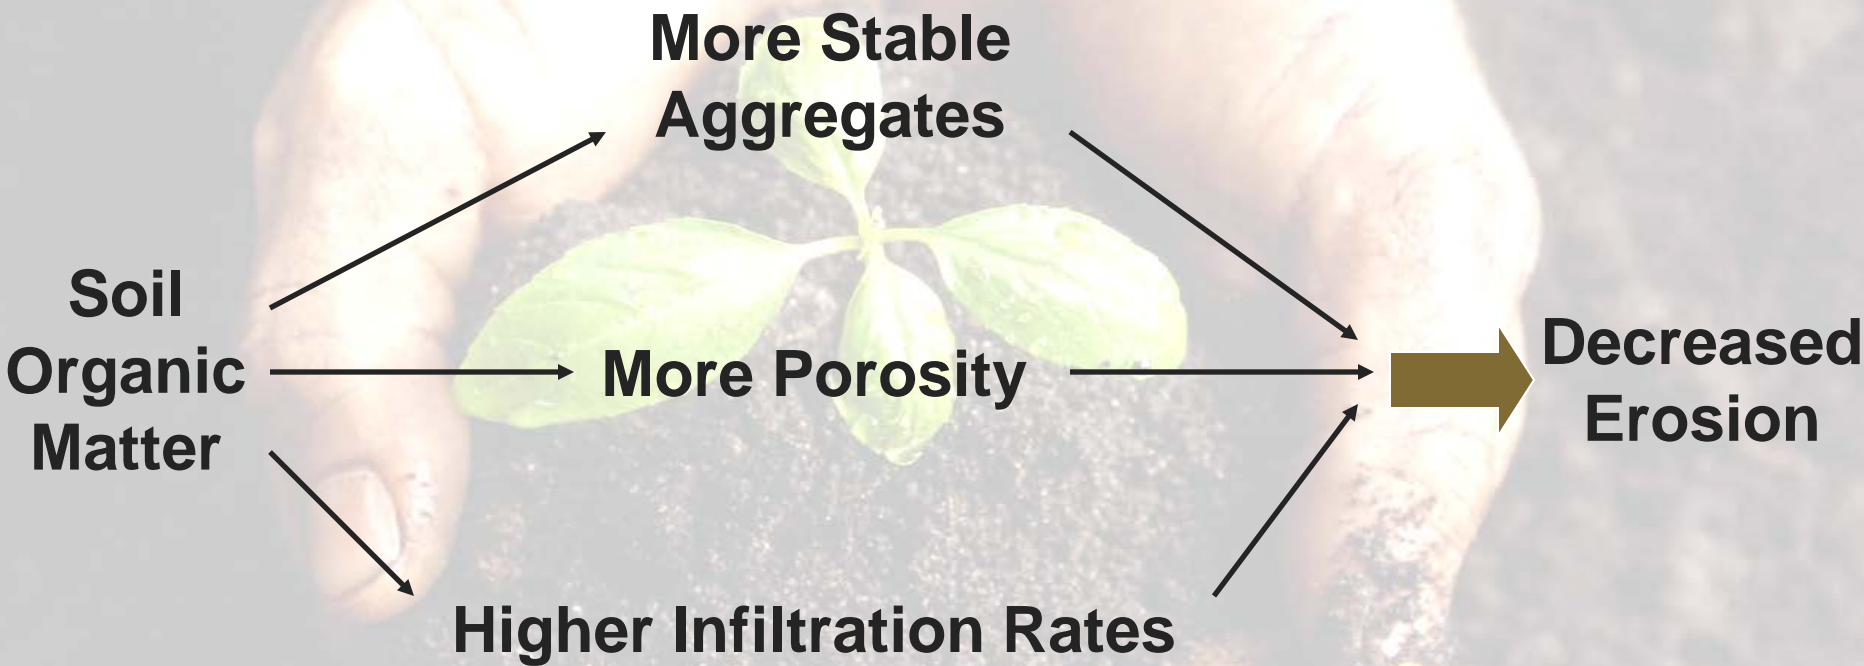 More Stable
Aggregates
Soil
Organic
Matter
More Porosity
Decreased
Erosion
Higher Infiltration Rates